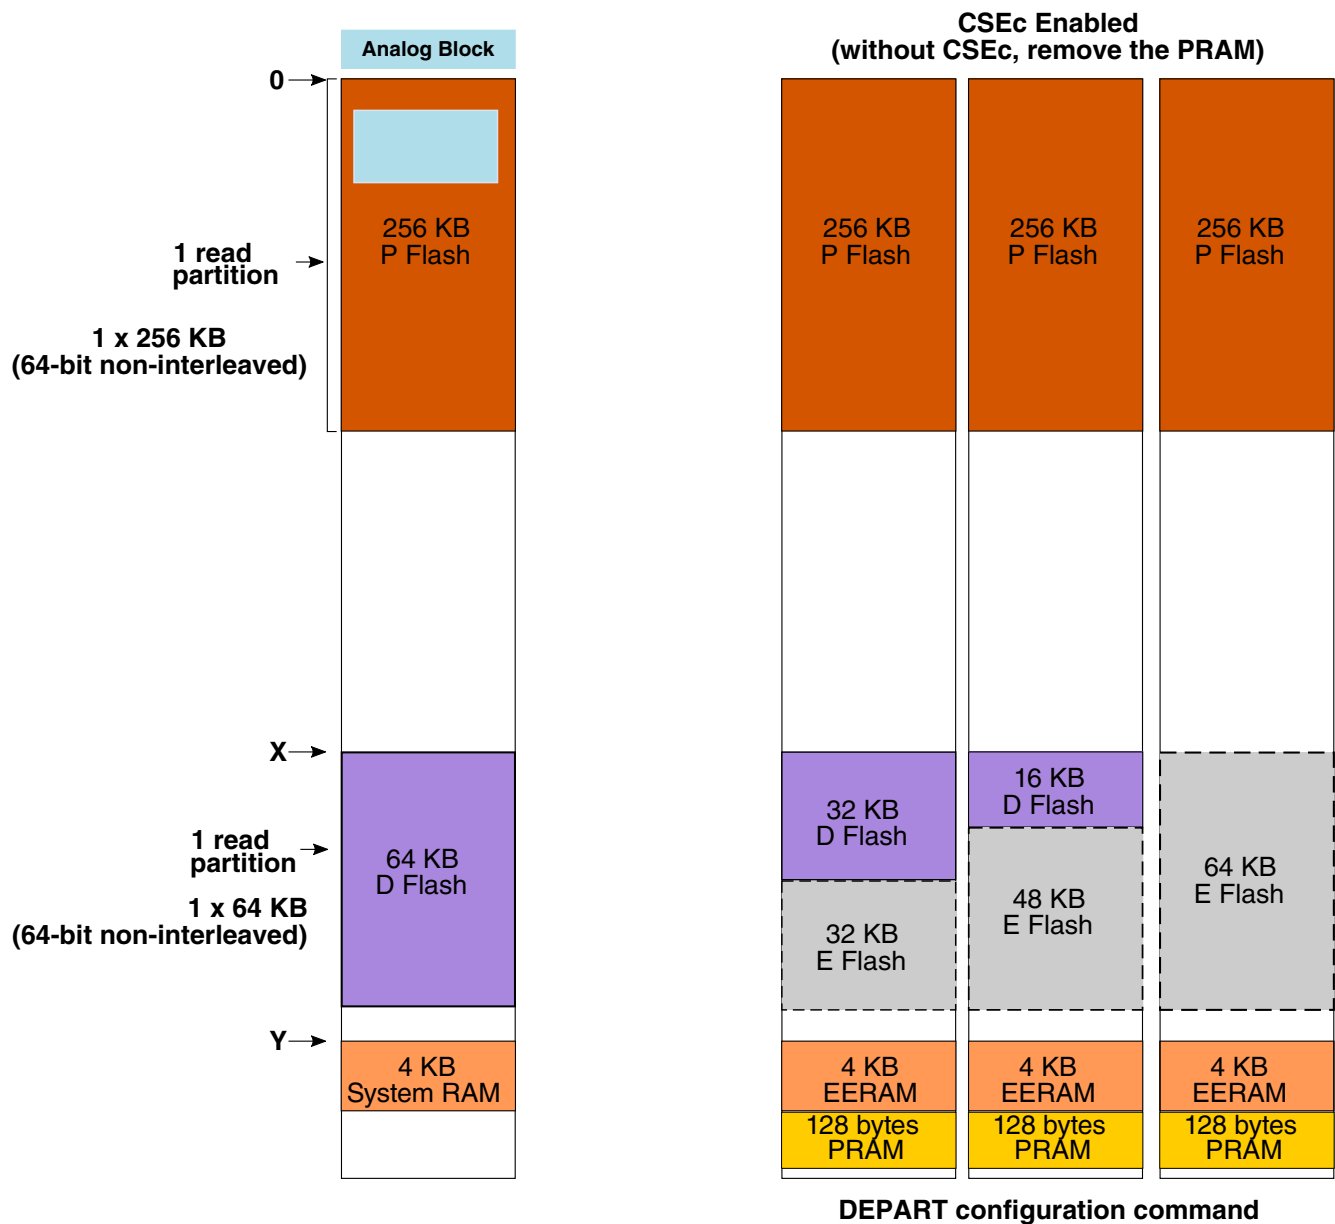 CSEc Enabled
(without CSEc, remove the PRAM)
Analog Block
0
256 KB
P Flash
1 read
partition
1 x 256 KB
(64-bit non-interleaved)
256 KB
P Flash
256 KB
P Flash
256 KB
P Flash
X
64 KB
D Flash
1 read
partition
1 x 64 KB
(64-bit non-interleaved)
32 KB
D Flash
32 KB
E Flash
16 KB
D Flash
48 KB
E Flash
64 KB
E Flash
Y
4 KB
System RAM
4 KB
EERAM
4 KB
EERAM
4 KB
EERAM
128 bytes
PRAM
128 bytes
PRAM
128 bytes
PRAM
DEPART configuration command